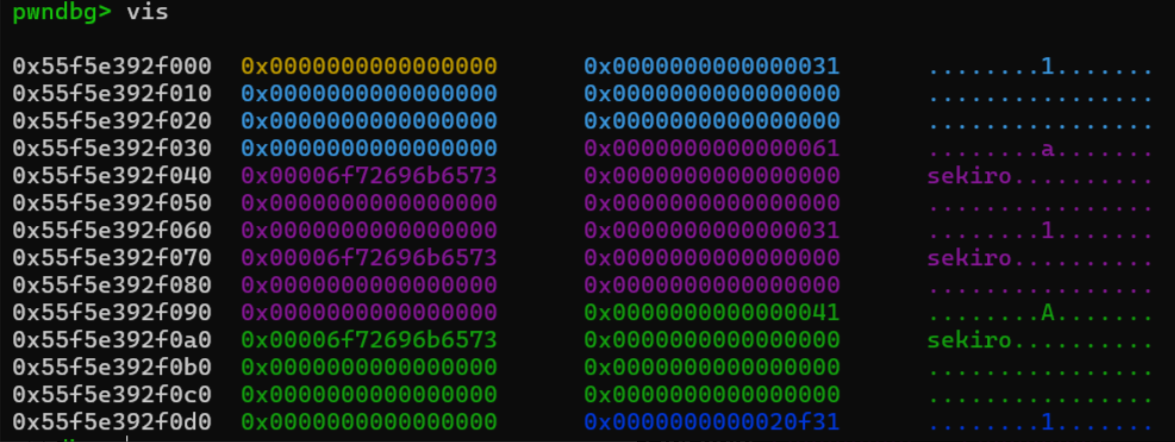 pwndbg> vis
0x55f5e392f000 0x0000000000000000 0x0000000000000031 ........1.......
0x55f5e392f010 0x0000000000000000 0x0000000000000000 ................
0x55f5e392f020 0x0000000000000000 0x0000000000000000 ................
0x55f5e392f030 0x0000000000000000 0x0000000000000061 ........a.......
0x55f5e392f040 0x00006f72696b6573 0x0000000000000000 sekiro..........
0x55f5e392f050 0x0000000000000000 0x0000000000000000 ................
0x55f5e392f060 0x0000000000000000 0x0000000000000031 ........1.......
0x55f5e392f070 0x00006f72696b6573 0x0000000000000000 sekiro..........
0x55f5e392f080 0x0000000000000000 0x0000000000000000 ................
0x55f5e392f090 0x0000000000000000 0x0000000000000041 ........A.......
0x55f5e392f0a0 0x00006f72696b6573 0x0000000000000000 sekiro..........
0x55f5e392f0b0 0x0000000000000000 0x0000000000000000 ................
0x55f5e392f0c0 0x0000000000000000 0x0000000000000000 ................
0x55f5e392f0d0 0x0000000000000000 0x0000000000020f31 ........1.......